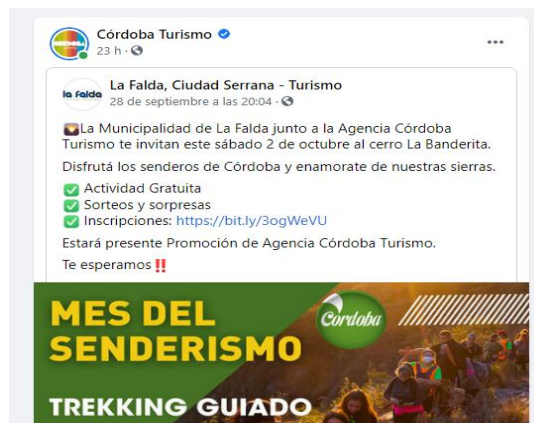 Córdoba Turismo
23 h ·
La Falda, Ciudad Serrana - Turismo
la falda
28 de septiembre a las 20:04 ·
La Municipalidad de La Falda junto a la Agencia Córdoba
Turismo te invitan este sábado 2 de octubre al cerro La Banderita.
Disfrutá los senderos de Córdoba y enamorate de nuestras sierras.
✅ Actividad Gratuita
✅ Sorteos y sorpresas
✅ Inscripciones: https://bit.ly/3ogWeVU
Estará presente Promoción de Agencia Córdoba Turismo.
Te esperamos‼️
MES DEL
SENDERISMO
Córdoba
TREKKING GUIADO